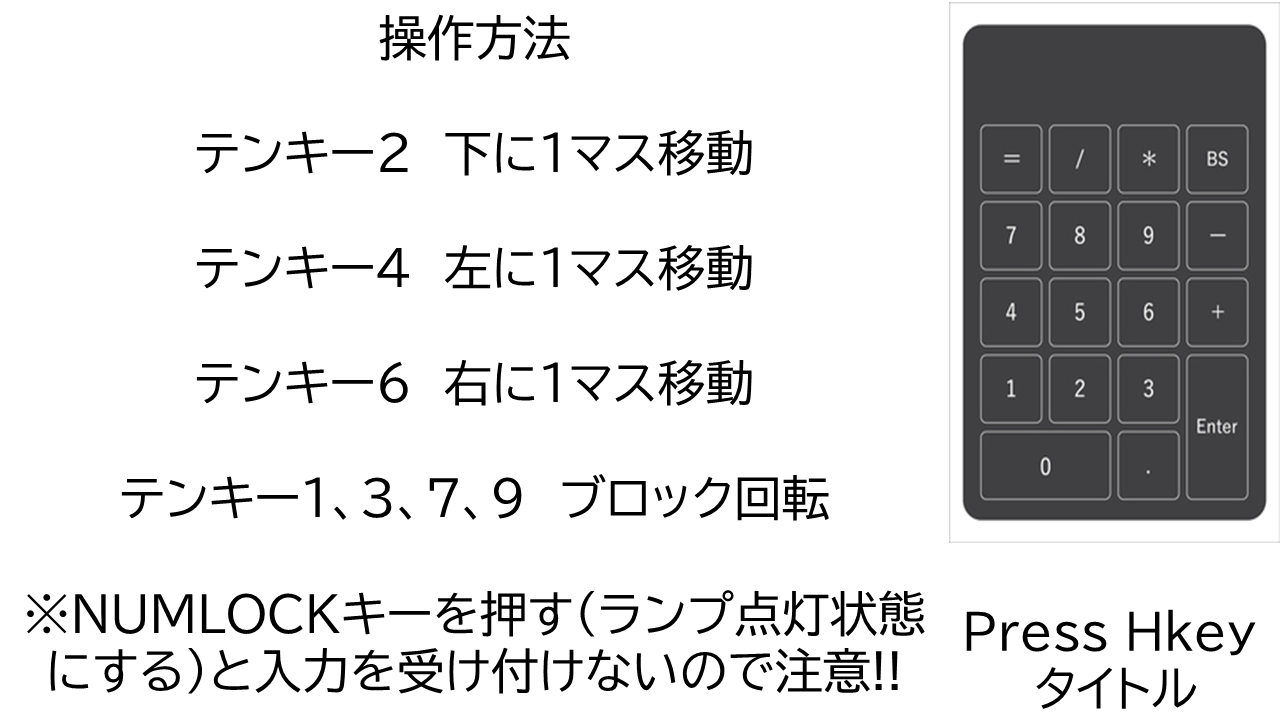 操作方法
テンキー2　下に1マス移動
テンキー4　左に1マス移動
テンキー6　右に1マス移動
テンキー1、3、7、9　ブロック回転
※NUMLOCKキーを押す(ランプ点灯状態
にする)と入力を受け付けないので注意!!
= / * BS
7 8 9 −
4 5 6 +
1 2 3
Enter
0 .
Press Hkey
タイトル